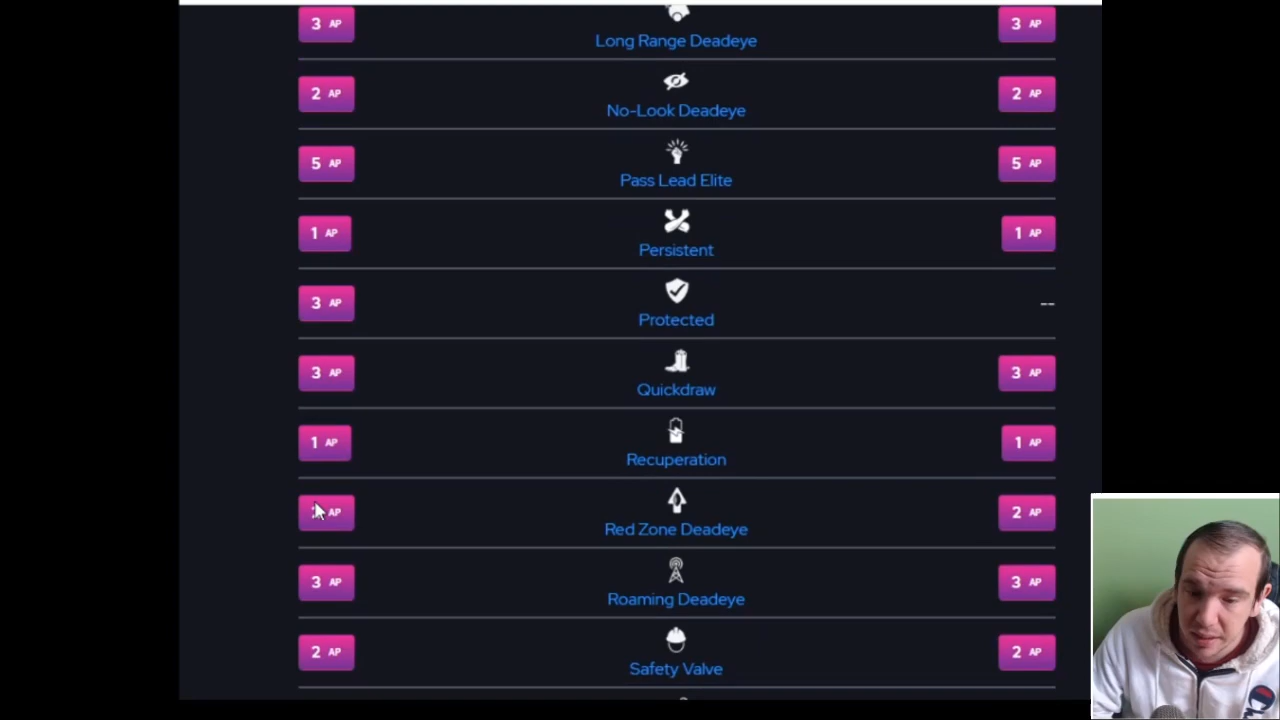 3 AP Long Range Deadeye 3 AP
2 AP No-Look Deadeye 2 AP
5 AP Pass Lead Elite 5 AP
1 AP Persistent 1 AP
3 AP Protected --
3 AP Quickdraw 3 AP
1 AP Recuperation 1 AP
AP Red Zone Deadeye 2 AP
3 AP Roaming Deadeye 3 AP
2 AP Safety Valve 2 AP